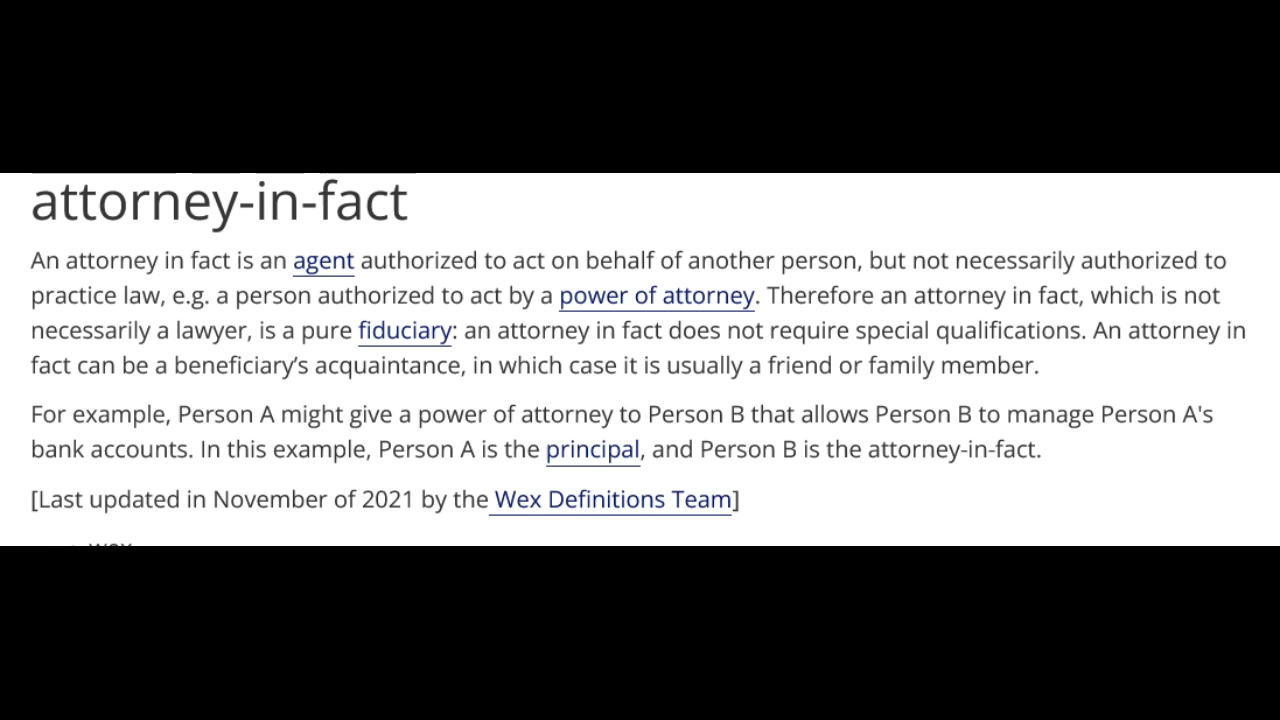 attorney-in-fact
An attorney in fact is an agent authorized to act on behalf of another person, but not necessarily authorized to
practice law, e.g. a person authorized to act by a power of attorney. Therefore an attorney in fact, which is not
necessarily a lawyer, is a pure fiduciary: an attorney in fact does not require special qualifications. An attorney in
fact can be a beneficiary’s acquaintance, in which case it is usually a friend or family member.
For example, Person A might give a power of attorney to Person B that allows Person B to manage Person A's
bank accounts. In this example, Person A is the principal, and Person B is the attorney-in-fact.
[Last updated in November of 2021 by the Wex Definitions Team]